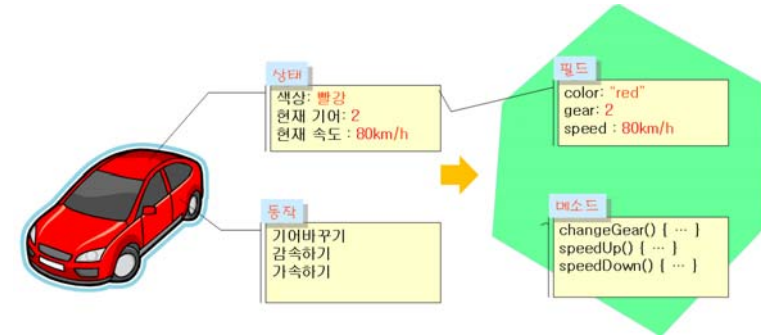 상태
색상: 빨강
현재 기어: 2
현재 속도 : 80km/h
동작
기어바꾸기
감속하기
가속하기
필드
color: "red"
gear: 2
speed : 80km/h
메소드
changeGear() { … }
speedUp() { … }
speedDown() { … }